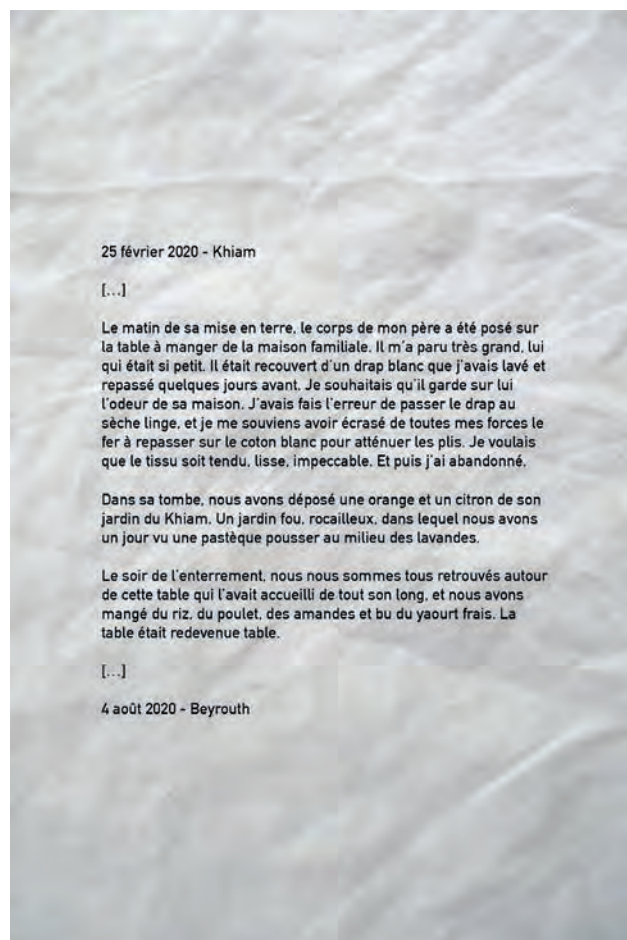 25 février 2020 - Khiam
[...]
Le matin de sa mise en terre, le corps de mon père a été posé sur
la table à manger de la maison familiale. Il m'a paru très grand, lui
qui était si petit. Il était recouvert d'un drap blanc que j'avais lavé et
repassé quelques jours avant. Je souhaitais qu'il garde sur lui
l'odeur de sa maison. J'avais fais l'erreur de passer le drap au
sèche linge, et je me souviens avoir écrasé de toutes mes forces le
fer à repasser sur le coton blanc pour atténuer les plis. Je voulais
que le tissu soit tendu, lisse, impeccable. Et puis j'ai abandonné.
Dans sa tombe, nous avons déposé une orange et un citron de son
jardin du Khiam. Un jardin fou, rocailleux, dans lequel nous avons
un jour vu une pastèque pousser au milieu des lavandes.
Le soir de l'enterrement, nous nous sommes tous retrouvés autour
de cette table qui l'avait accueilli de tout son long, et nous avons
mangé du riz, du poulet, des amandes et bu du yaourt frais. La
table était redevenue table.
[...]
4 août 2020 - Beyrouth